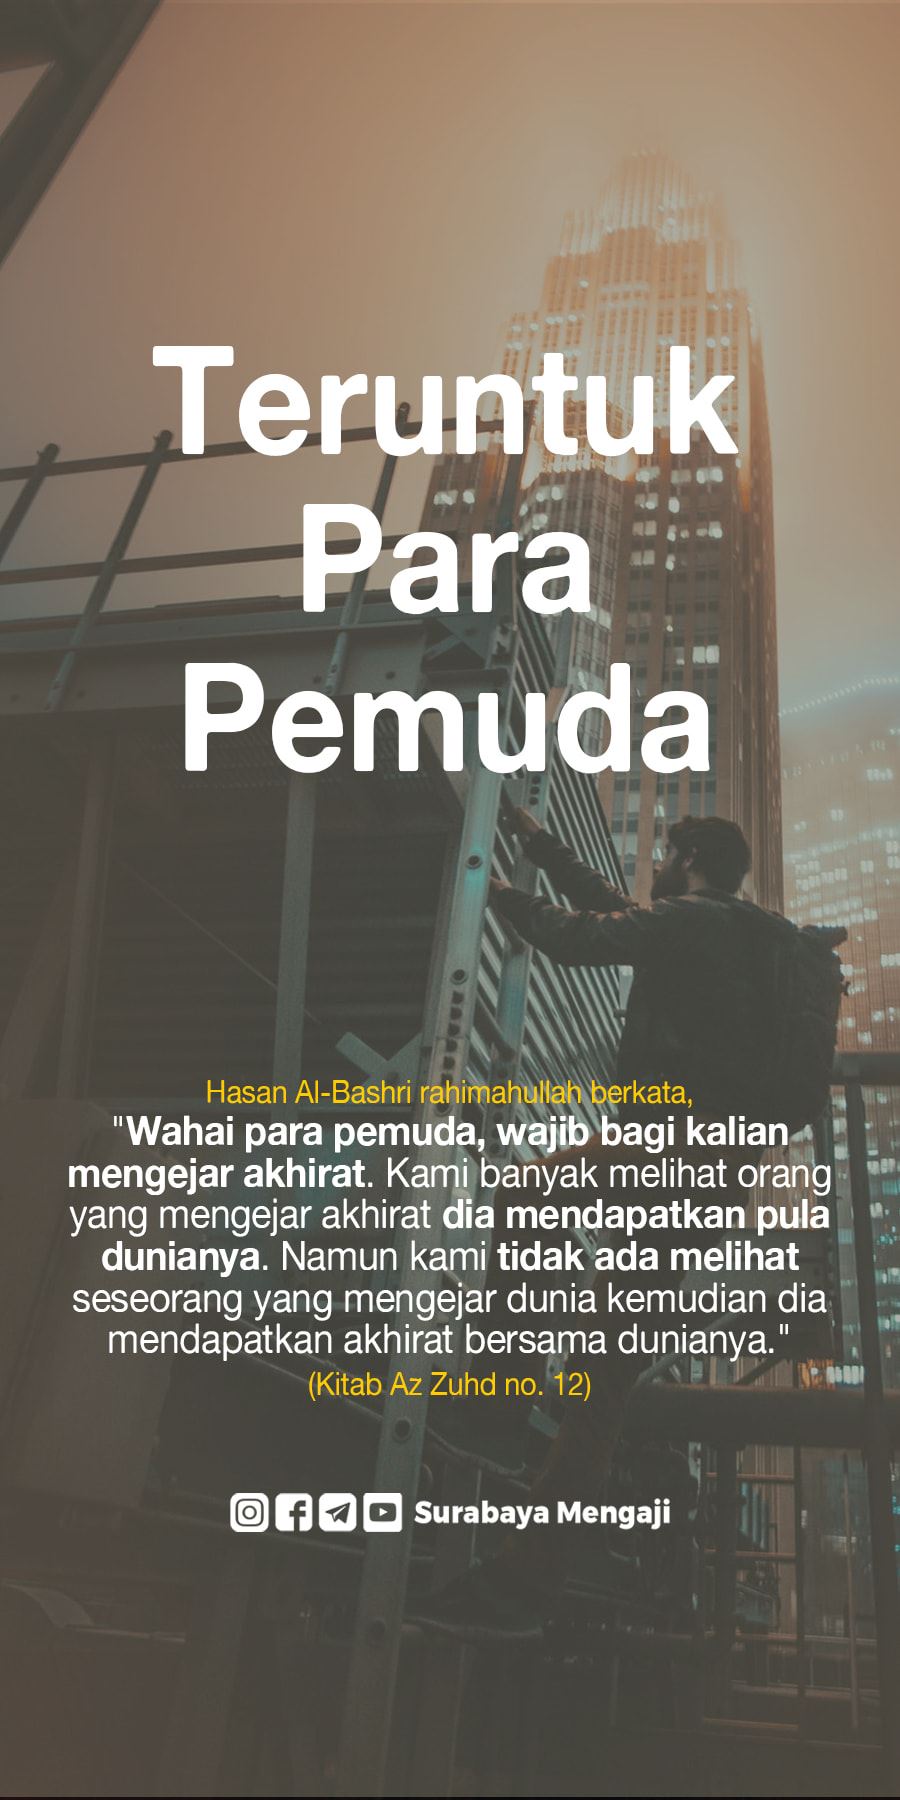 Teruntuk
Para
Pemuda
Hasan Al-Bashri rahimahullah berkata,
"Wahai para pemuda, wajib bagi kalian
mengejar akhirat. Kami banyak melihat orang
yang mengejar akhirat dia mendapatkan pula
dunianya. Namun kami tidak ada melihat
seseorang yang mengejar dunia kemudian dia
mendapatkan akhirat bersama dunianya."
(Kitab Az Zuhd no. 12)
Surabaya Mengaji